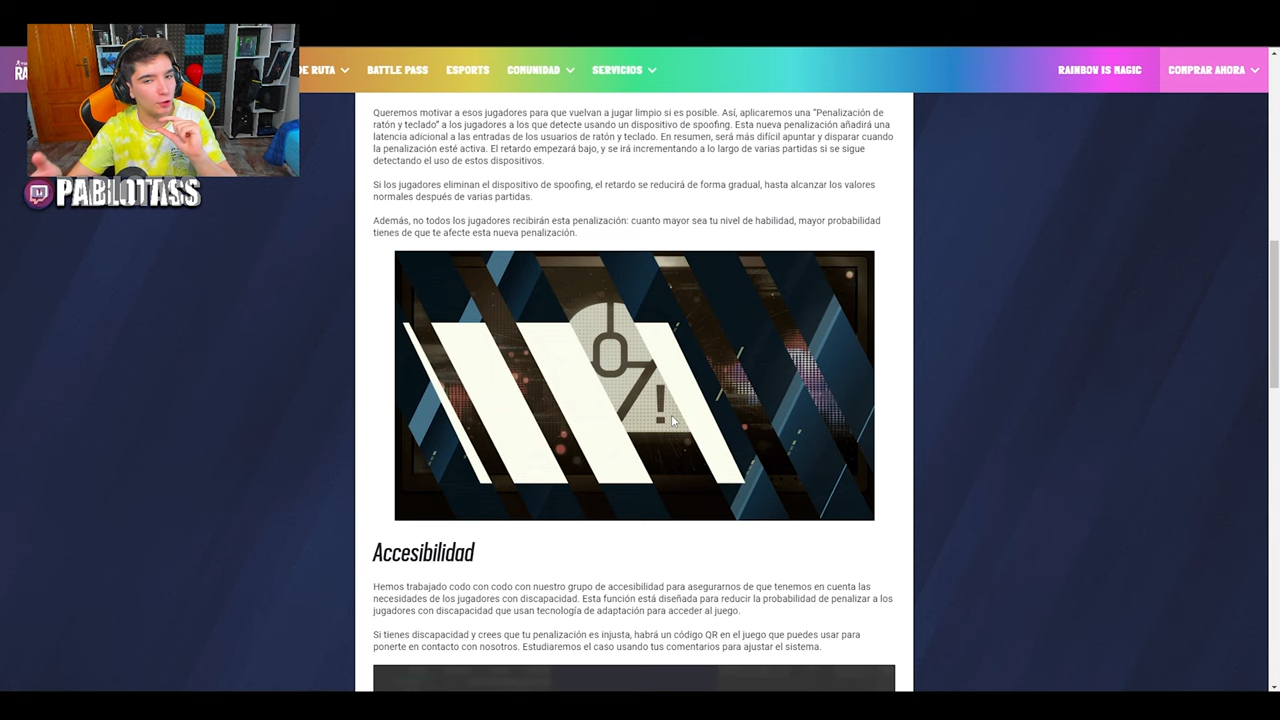 RA
DE RUTA
BATTLE PASS
ESPORTS
COMUNIDAD
SERVICIOS
RAINBOW IS MAGIC
COMPRAR AHORA
PABLOTASS
Queremos motivar a esos jugadores para que vuelvan a jugar limpio si es posible. Así, aplicaremos una "Penalización de
ratón y teclado" a los jugadores a los que detecte usando un dispositivo de spoofing. Esta nueva penalización añadirá una
latencia adicional a las entradas de los usuarios de ratón y teclado. En resumen, será más difícil apuntar y disparar cuando
la penalización esté activa. El retardo empezará bajo, y se irá incrementando a lo largo de varias partidas si se sigue
detectando el uso de estos dispositivos.
Si los jugadores eliminan el dispositivo de spoofing, el retardo se reducirá de forma gradual, hasta alcanzar los valores
normales después de varias partidas.
Además, no todos los jugadores recibirán esta penalización: cuanto mayor sea tu nivel de habilidad, mayor probabilidad
tienes de que te afecte esta nueva penalización.
Accesibilidad
Hemos trabajado codo con codo con nuestro grupo de accesibilidad para asegurarnos de que tenemos en cuenta las
necesidades de los jugadores con discapacidad. Esta función está diseñada para reducir la probabilidad de penalizar a los
jugadores con discapacidad que usan tecnología de adaptación para acceder al juego.
Si tienes discapacidad y crees que tu penalización es injusta, habrá un código QR en el juego que puedes usar para
ponerte en contacto con nosotros. Estudiaremos el caso usando tus comentarios para ajustar el sistema.